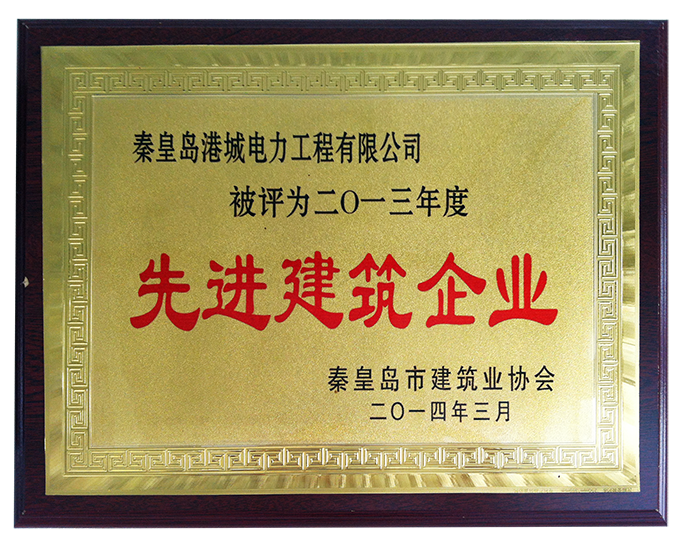 秦皇岛港城电力工程有限公司
被评为二〇一三年度
先进建筑企业
秦皇岛市建筑业协会
二〇一四年三月